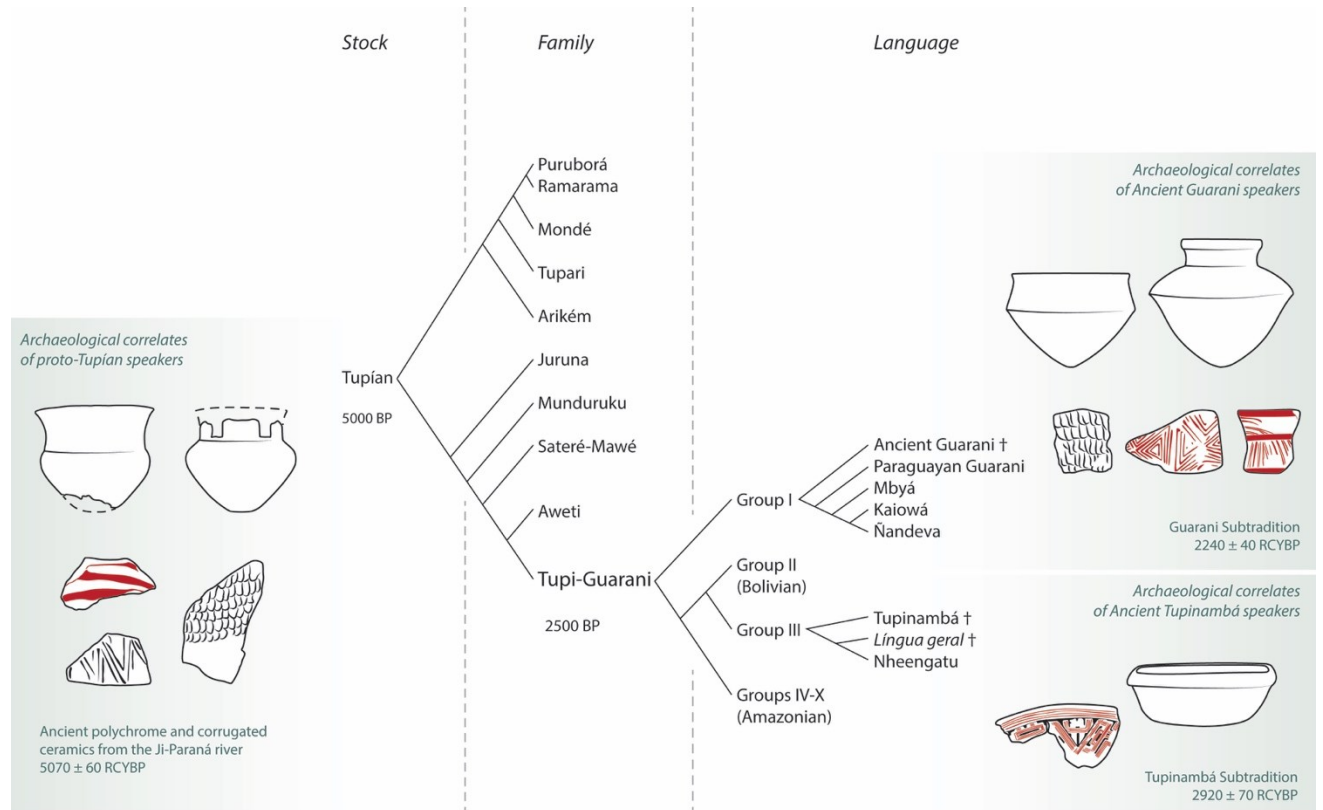 Stock
Family
Language
Puruborá
Ramarama
Mondé
Tupari
Arikém
Juruna
Munduruku
Sateré-Mawé
Aweti
Tupi-Guarani
2500 BP
Tupían
5000 BP
Archaeological correlates
of proto-Tupían speakers
Ancient polychrome and corrugated
ceramics from the Ji-Paraná river
5070 ± 60 RCYBP
Group I
Group II
(Bolivian)
Group III
Groups IV-X
(Amazonian)
Ancient Guarani †
Paraguayan Guarani
Mbyá
Kaiowá
Ñandeva
Tupinambá †
Língua geral †
Nheengatu
Archaeological correlates
of Ancient Guarani speakers
Guarani Subtradition
2240 ± 40 RCYBP
Archaeological correlates
of Ancient Tupinambá speakers
Tupinambá Subtradition
2920 ± 70 RCYBP